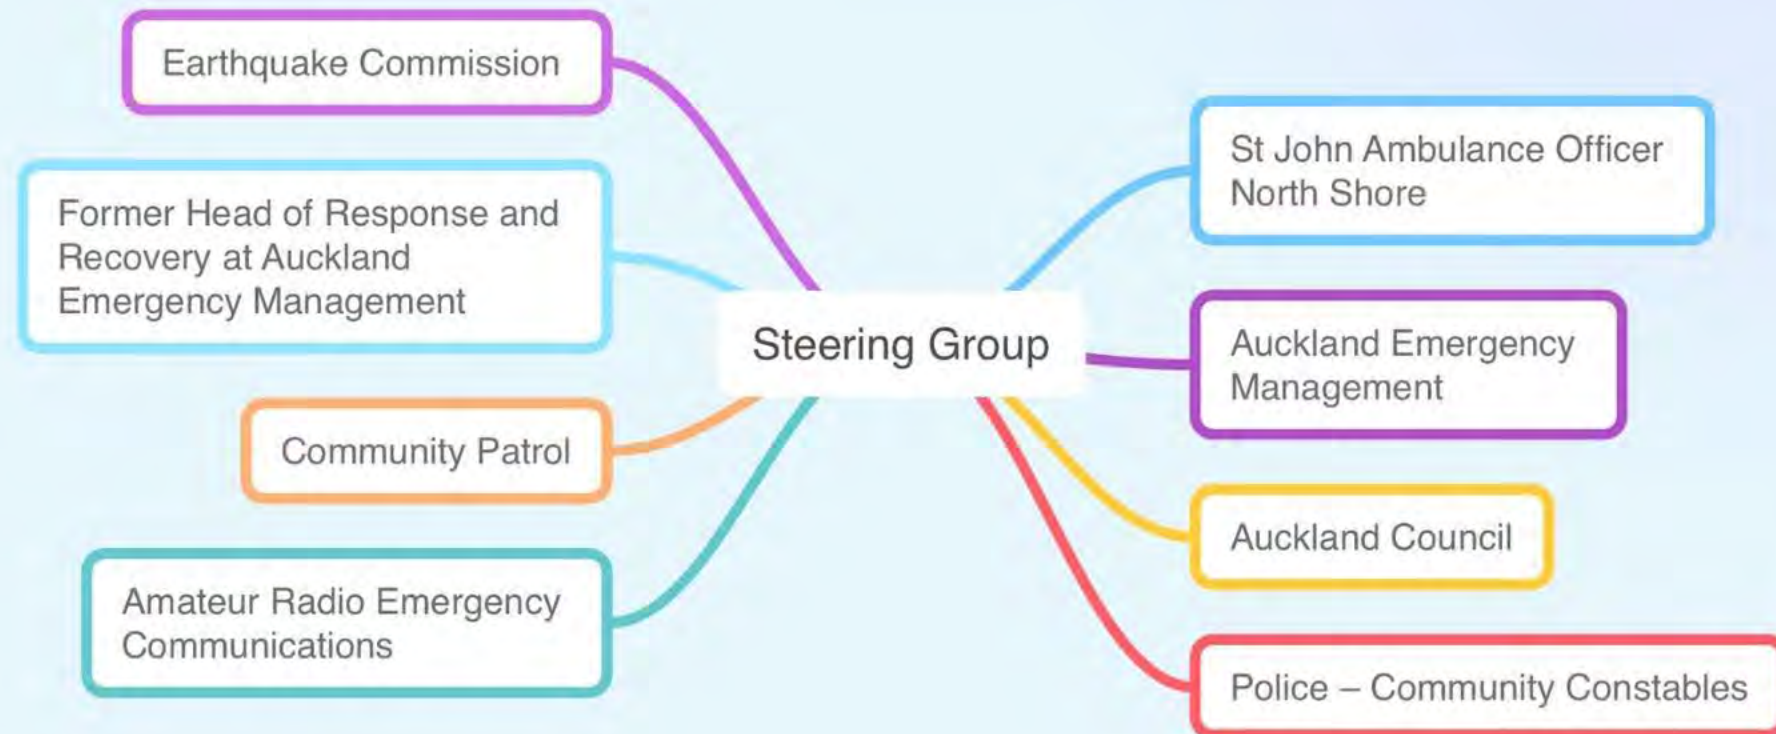 Earthquake Commission
Former Head of Response and
Recovery at Auckland
Emergency Management
Community Patrol
Amateur Radio Emergency
Communications
Steering Group
St John Ambulance Officer
North Shore
Auckland Emergency
Management
Auckland Council
Police – Community Constables